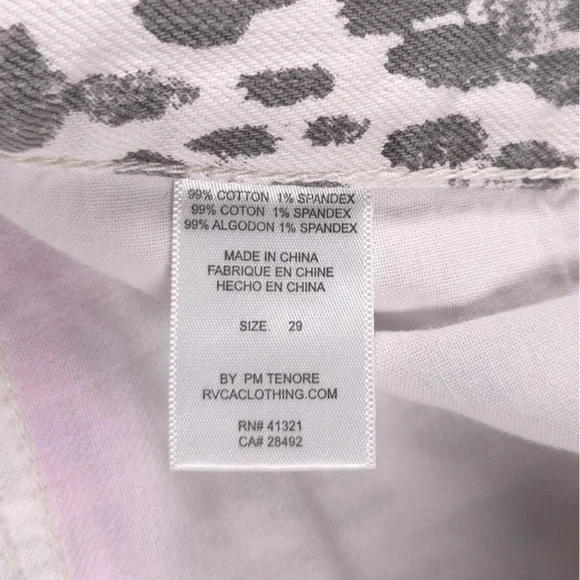 99% COTTON 1% SPANDEX
99% COTON 1% SPANDEX
99% ALGODON 1% SPANDEX
MADE IN CHINA
FABRIQUE EN CHINE
HECHO EN CHINA
SIZE. 29
BY PM TENORE
RVCACLOTHING.COM
RN# 41321
CA# 28492